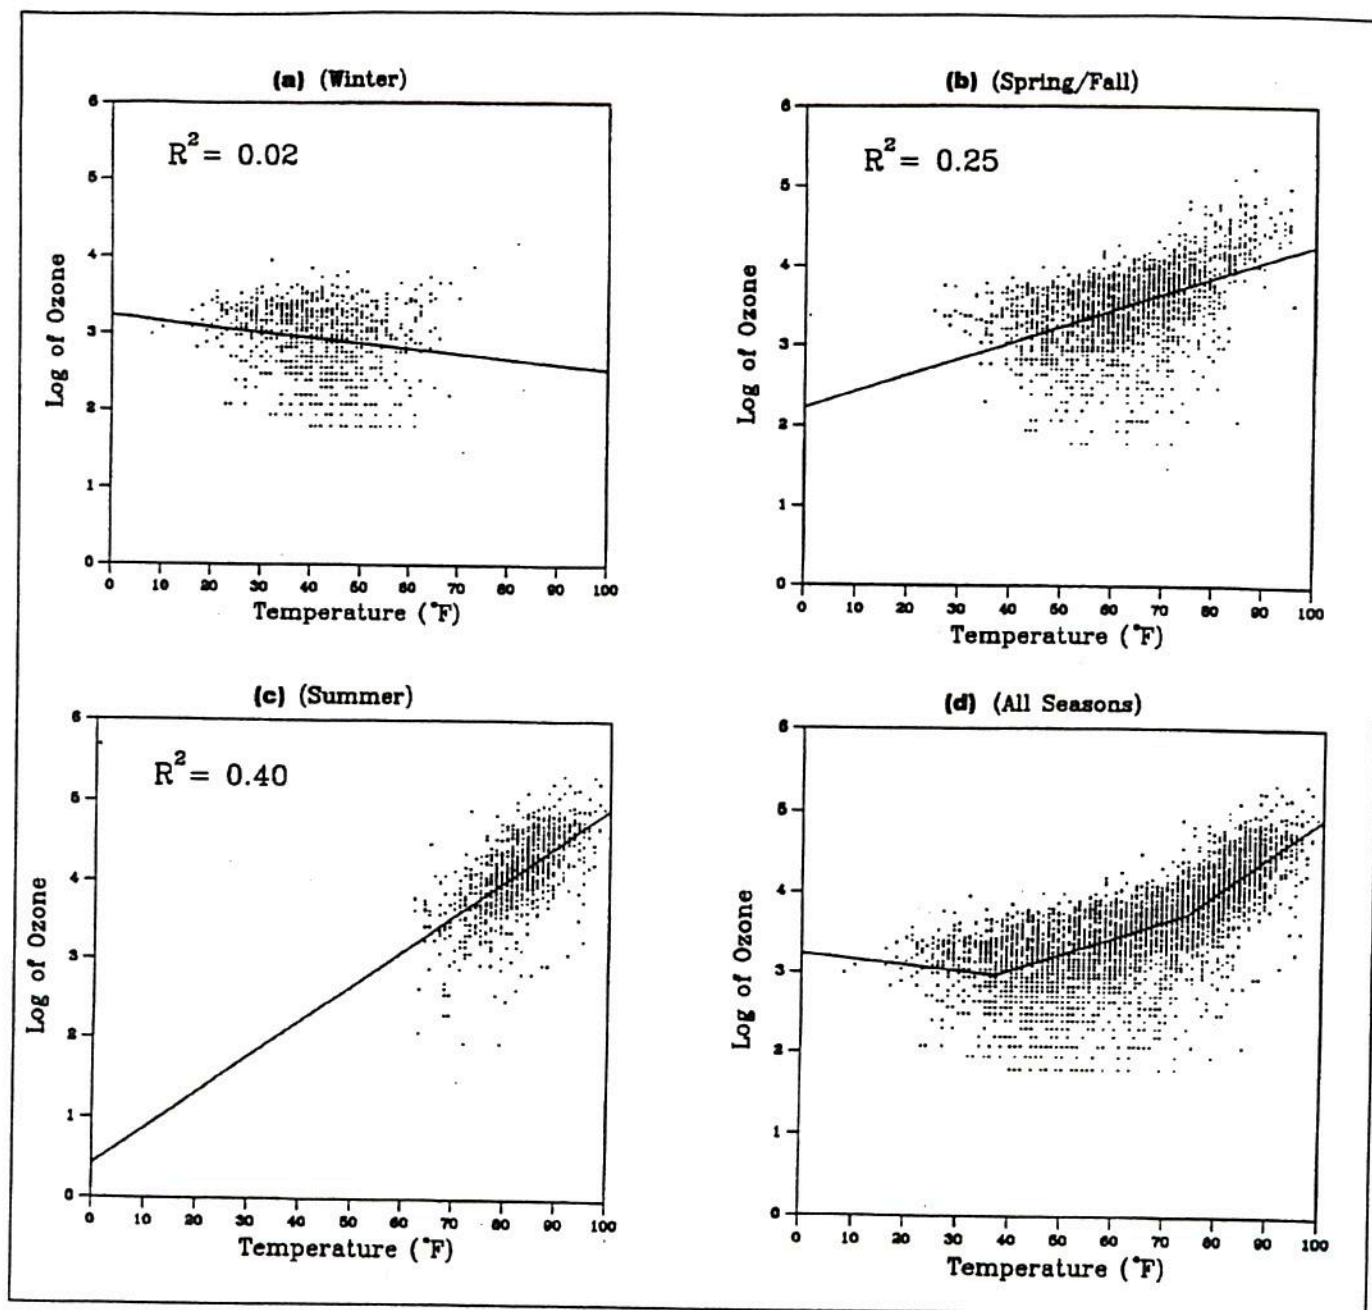 (a) (Winter)
R² = 0.02
6
5
4
3
2
1
0
Log of Ozone
0 10 20 30 40 50 60 70 80 90 100
Temperature (°F)
(b) (Spring/Fall)
R² = 0.25
6
5
4
3
2
1
0
Log of Ozone
0 10 20 30 40 50 60 70 80 90 100
Temperature (°F)
(c) (Summer)
R² = 0.40
6
5
4
3
2
1
0
Log of Ozone
0 10 20 30 40 50 60 70 80 90 100
Temperature (°F)
(d) (All Seasons)
6
5
4
3
2
1
0
Log of Ozone
0 10 20 30 40 50 60 70 80 90 100
Temperature (°F)